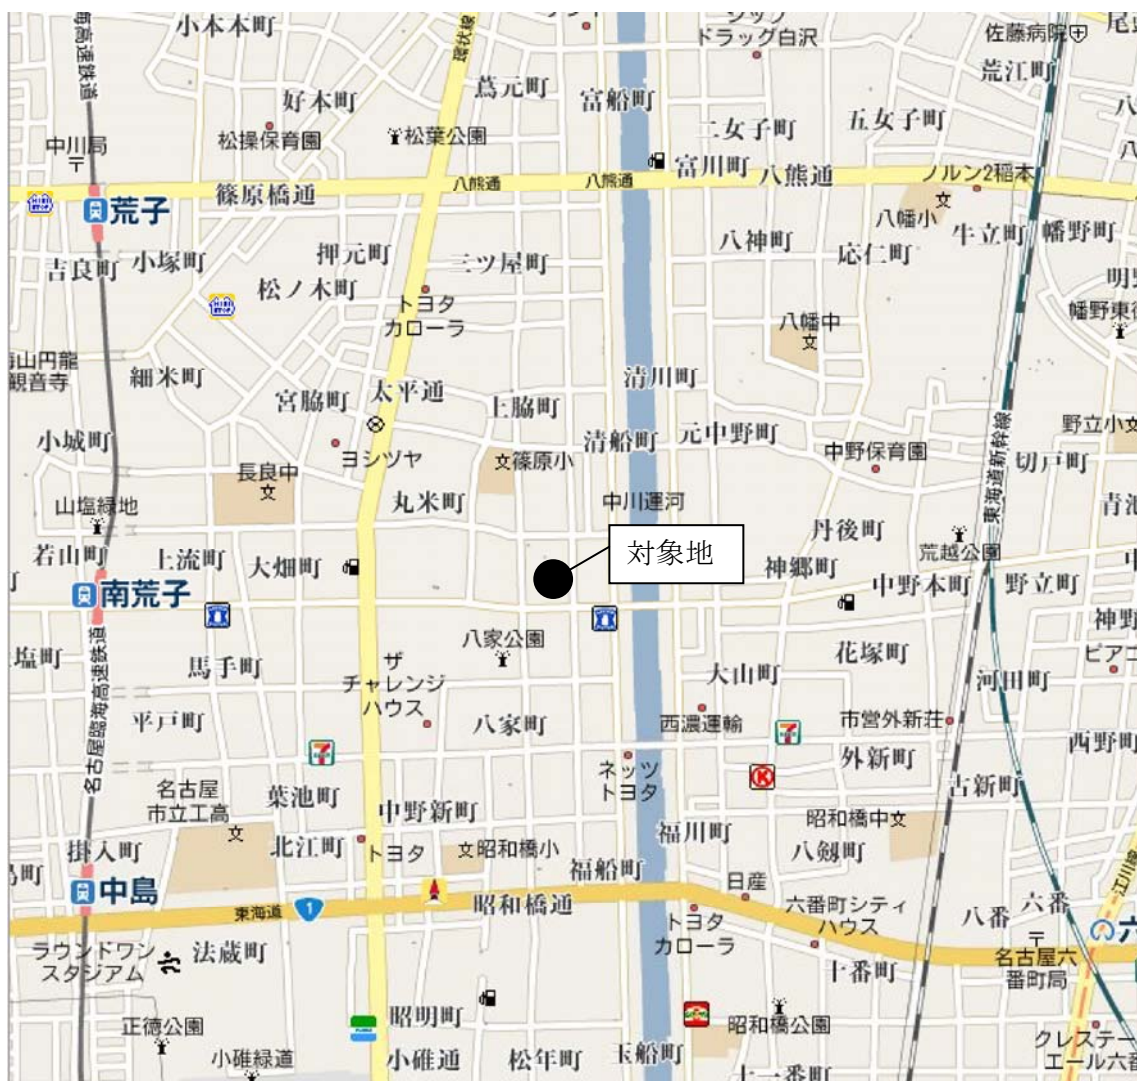 小本本町
シップ
ドラッグ白沢
佐藤病院
環状線
荒江町
蔦元町
富船町
好本町
二女子町
五女子町
松操保育園
松葉公園
中川局
富川町
八熊通
八熊通
八熊通
ノルン2稲本
篠原橋通
荒子
八幡小
八神町
牛立町
幡野町
押元町
三ツ屋町
応仁町
吉良町
小塚町
松ノ木町
トヨタ
カローラ
八幡中
山円龍
観音寺
細米町
清川町
宮脇町
太平通
上脇町
小城町
清船町
元中野町
野立小
東海道新幹線
ヨシヅヤ
篠原小
中野保育園
切戸町
長良中
丸米町
中川運河
山塩緑地
丹後町
対象地
若山町
上流町
大畑町
神郷町
荒越公園
中野本町
野立町
南荒子
八家公園
塩町
馬手町
ザ
チャレンジ
ハウス
花塚町
大山町
河田町
名古屋臨海高速鉄道
平戸町
八家町
西濃運輸
市営外新荘
西野町
外新町
ネッツ
トヨタ
古新町
名古屋
市立工高
葉池町
中野新町
福川町
昭和橋中
掛入町
北江町
トヨタ
昭和橋小
八剱町
福船町
中島
日産
東海道
1
昭和橋通
トヨタ
カローラ
六番町シティ
ハウス
八番
六番
ラウンドワン
スタジアム
法蔵町
名古屋六
番町局
十番町
正徳公園
昭明町
昭和橋公園
小碓緑道
小碓通
松年町
玉船町
十一番町
クレステー
エール六番